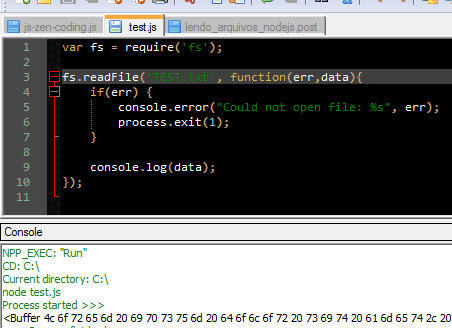 js-zen-coding.js test.js lendo_arquivos_nodejs.post
1 var fs = require('fs');
2
3 fs.readFile('TEST.txt', function(err,data){
4 if(err) {
5 console.error("Could not open file: %s", err);
6 process.exit(1);
7 }
8
9 console.log(data);
10 });
11
Console
NPP_EXEC: "Run"
CD: C:\
Current directory: C:\
node test.js
Process started >>>
<Buffer 4c 6f 72 65 6d 20 69 70 73 75 6d 20 64 6f 6c 6f 72 20 73 69 74 20 61 6d 65 74 2c 20